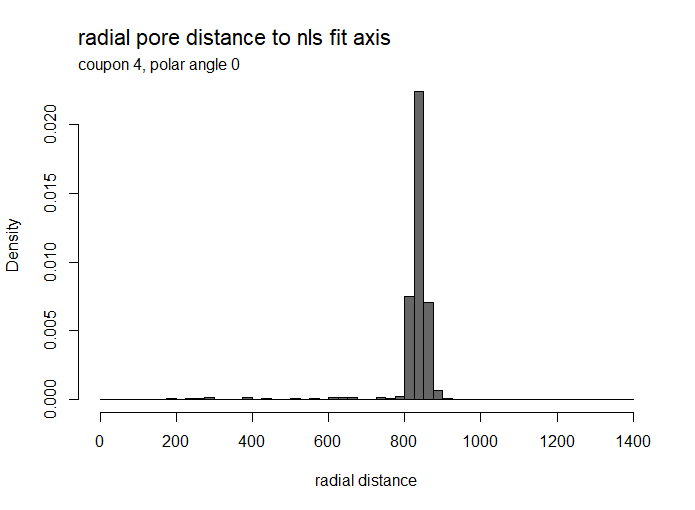 radial pore distance to nls fit axis
coupon 4, polar angle 0
Density
0.020
0.015
0.010
0.005
0.000
0 200 400 600 800 1000 1200 1400
radial distance